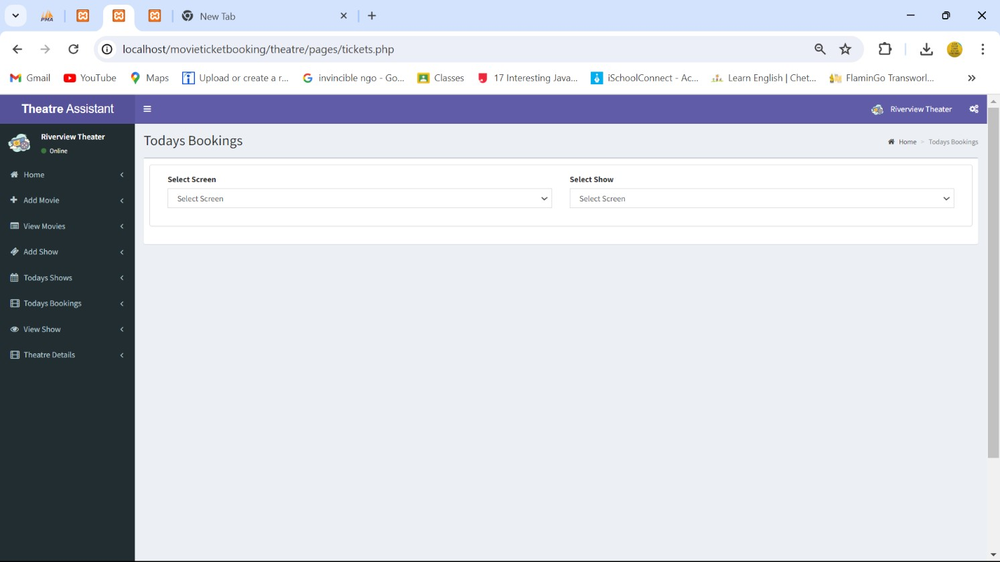 PMA
New Tab
localhost/movieticketbooking/theatre/pages/tickets.php
Gmail YouTube Maps Upload or create a r... invincible ngo - Go... Classes 17 Interesting Java... iSchoolConnect - Ac... Learn English | Chet... FlaminGo Transworl... »
Theatre Assistant
Riverview Theater
Riverview Theater
Online
Todays Bookings
Home > Todays Bookings
Home
Add Movie
View Movies
Add Show
Todays Shows
Todays Bookings
View Show
Theatre Details
Select Screen
Select Screen
Select Show
Select Screen